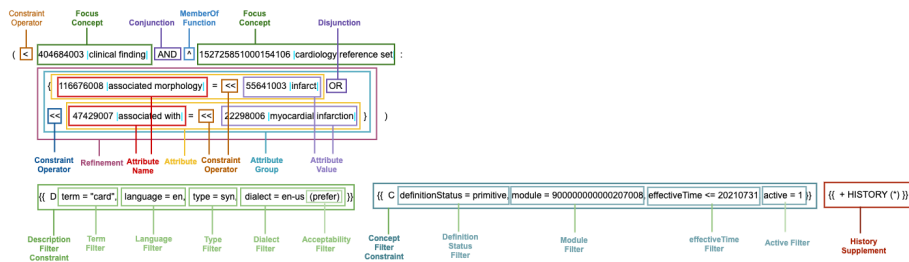 Constraint Operator Focus Concept Conjunction MemberOf Function Focus Concept Disjunction
( < 404684003 |clinical finding| AND ^ 152725851000154106 |cardiology reference set| :
{ 116676008 |associated morphology| = << 55641003 |infarct| OR
<< 47429007 |associated with| = << 22298006 |myocardial infarction| } )
Constraint Operator Refinement Attribute Name Attribute Constraint Operator Attribute Group Attribute Value
{{ D term = "card", language = en, type = syn, dialect = en-us (prefer) }} {{ C definitionStatus = primitive, module = 900000000000207008, effectiveTime <= 20210731, active = 1 }} {{ + HISTORY (*) }}
Description Filter Constraint Term Filter Language Filter Type Filter Dialect Filter Acceptability Filter Concept Filter Constraint Definition Status Filter Module Filter effectiveTime Filter Active Filter History Supplement